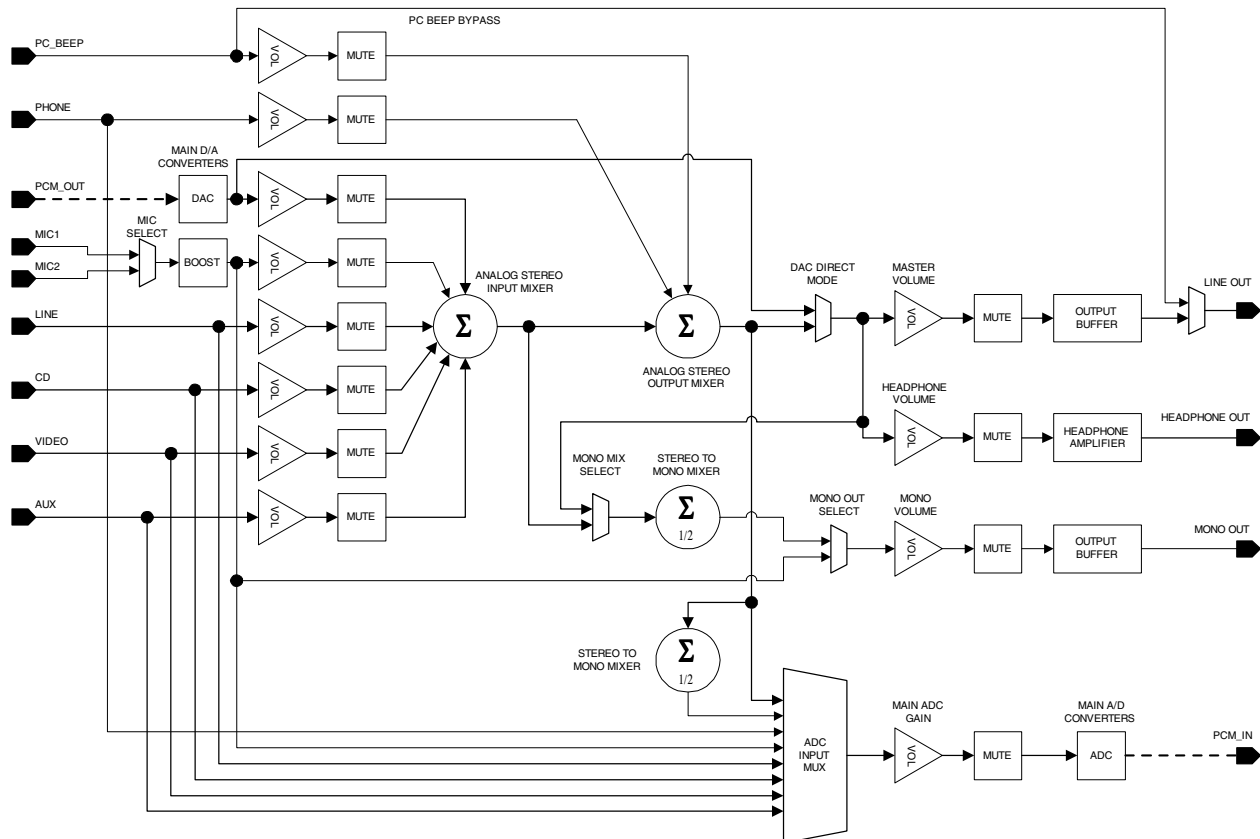 PC BEEP BYPASS
PC_BEEP
VOL
MUTE
PHONE
VOL
MUTE
MAIN D/A
CONVERTERS
PCM_OUT
DAC
VOL
MUTE
MIC1
MIC
SELECT
MIC2
BOOST
VOL
MUTE
LINE
VOL
MUTE
CD
VOL
MUTE
VIDEO
VOL
MUTE
AUX
VOL
MUTE
ANALOG STEREO
INPUT MIXER
Σ
Σ
ANALOG STEREO
OUTPUT MIXER
DAC DIRECT
MODE
MASTER
VOLUME
VOL
MUTE
OUTPUT
BUFFER
LINE OUT
HEADPHONE
VOLUME
VOL
MUTE
HEADPHONE
AMPLIFIER
HEADPHONE OUT
MONO MIX
SELECT
STEREO TO
MONO MIXER
Σ
1/2
MONO OUT
SELECT
MONO
VOLUME
VOL
MUTE
OUTPUT
BUFFER
MONO OUT
STEREO TO
MONO MIXER
Σ
1/2
ADC
INPUT
MUX
MAIN ADC
GAIN
VOL
MUTE
MAIN A/D
CONVERTERS
ADC
PCM_IN